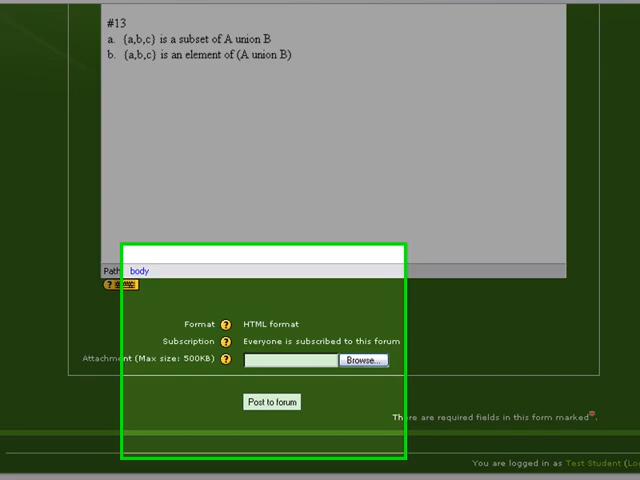 #13
a. {a,b,c} is a subset of A union B
b. {a,b,c} is an element of (A union B)
Path: body
Format ? HTML format
Subscription ? Everyone is subscribed to this forum
Attachment (Max size: 500KB) ? Browse...
Post to forum
There are required fields in this form marked*.
You are logged in as Test Student (Lo